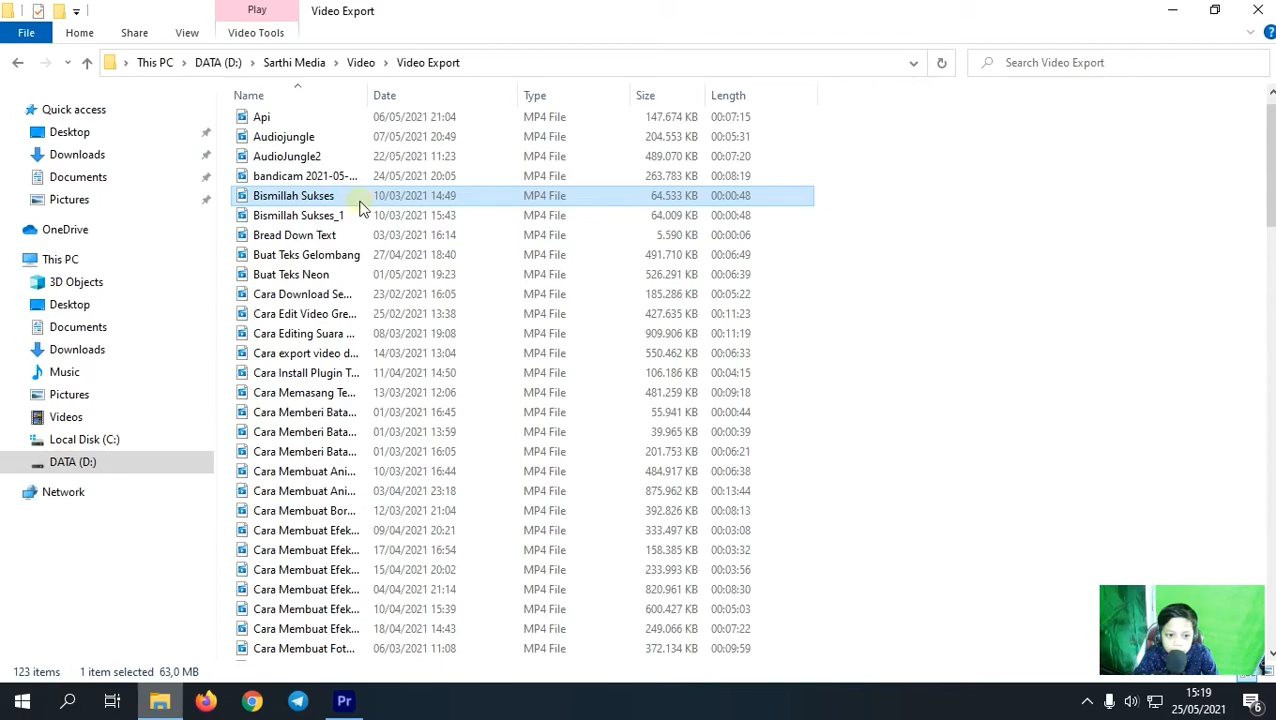 Play
Video Export
File
Home
Share
View
Video Tools
This PC
DATA (D:)
Sarthi Media
Video
Video Export
Search Video Export
Name
Date
Type
Size
Length
Quick access
Desktop
Downloads
Documents
Pictures
OneDrive
This PC
3D Objects
Desktop
Documents
Downloads
Music
Pictures
Videos
Local Disk (C:)
DATA (D:)
Network
Api 06/05/2021 21:04 MP4 File 147.674 KB 00:07:15
Audiojungle 07/05/2021 20:49 MP4 File 204.553 KB 00:05:31
AudioJungle2 22/05/2021 11:23 MP4 File 489.070 KB 00:07:20
bandicam 2021-05-... 24/05/2021 20:05 MP4 File 263.783 KB 00:08:19
Bismillah Sukses 10/03/2021 14:49 MP4 File 64.533 KB 00:00:48
Bismillah Sukses_1 10/03/2021 15:43 MP4 File 64.009 KB 00:00:48
Bread Down Text 03/03/2021 16:14 MP4 File 5.590 KB 00:00:06
Buat Teks Gelombang 27/04/2021 18:40 MP4 File 491.710 KB 00:06:49
Buat Teks Neon 01/05/2021 19:23 MP4 File 526.291 KB 00:06:39
Cara Download Se... 23/02/2021 16:05 MP4 File 185.286 KB 00:05:22
Cara Edit Video Gre... 25/02/2021 13:38 MP4 File 427.635 KB 00:11:23
Cara Editing Suara ... 08/03/2021 19:08 MP4 File 909.906 KB 00:11:19
Cara export video d... 14/03/2021 13:04 MP4 File 550.462 KB 00:06:33
Cara Install Plugin T... 11/04/2021 14:50 MP4 File 106.186 KB 00:04:15
Cara Memasang Te... 13/03/2021 12:06 MP4 File 481.259 KB 00:09:18
Cara Memberi Bata... 01/03/2021 16:45 MP4 File 55.941 KB 00:00:44
Cara Memberi Bata... 01/03/2021 13:59 MP4 File 39.965 KB 00:00:39
Cara Memberi Bata... 01/03/2021 16:05 MP4 File 201.753 KB 00:06:21
Cara Membuat Ani... 10/03/2021 16:44 MP4 File 484.917 KB 00:06:38
Cara Membuat Ani... 03/04/2021 23:18 MP4 File 875.962 KB 00:13:44
Cara Membuat Bor... 12/03/2021 21:04 MP4 File 392.826 KB 00:08:13
Cara Membuat Efek... 09/04/2021 20:21 MP4 File 333.497 KB 00:03:08
Cara Membuat Efek... 17/04/2021 16:54 MP4 File 158.385 KB 00:03:32
Cara Membuat Efek... 15/04/2021 20:02 MP4 File 233.993 KB 00:03:56
Cara Membuat Efek... 04/04/2021 21:14 MP4 File 820.961 KB 00:08:30
Cara Membuat Efek... 10/04/2021 15:39 MP4 File 600.427 KB 00:05:03
Cara Membuat Efek... 18/04/2021 14:43 MP4 File 249.066 KB 00:07:22
Cara Membuat Fot... 06/03/2021 11:08 MP4 File 372.134 KB 00:09:59
123 items
1 item selected 63,0 MB
Pr
15:19
25/05/2021
6